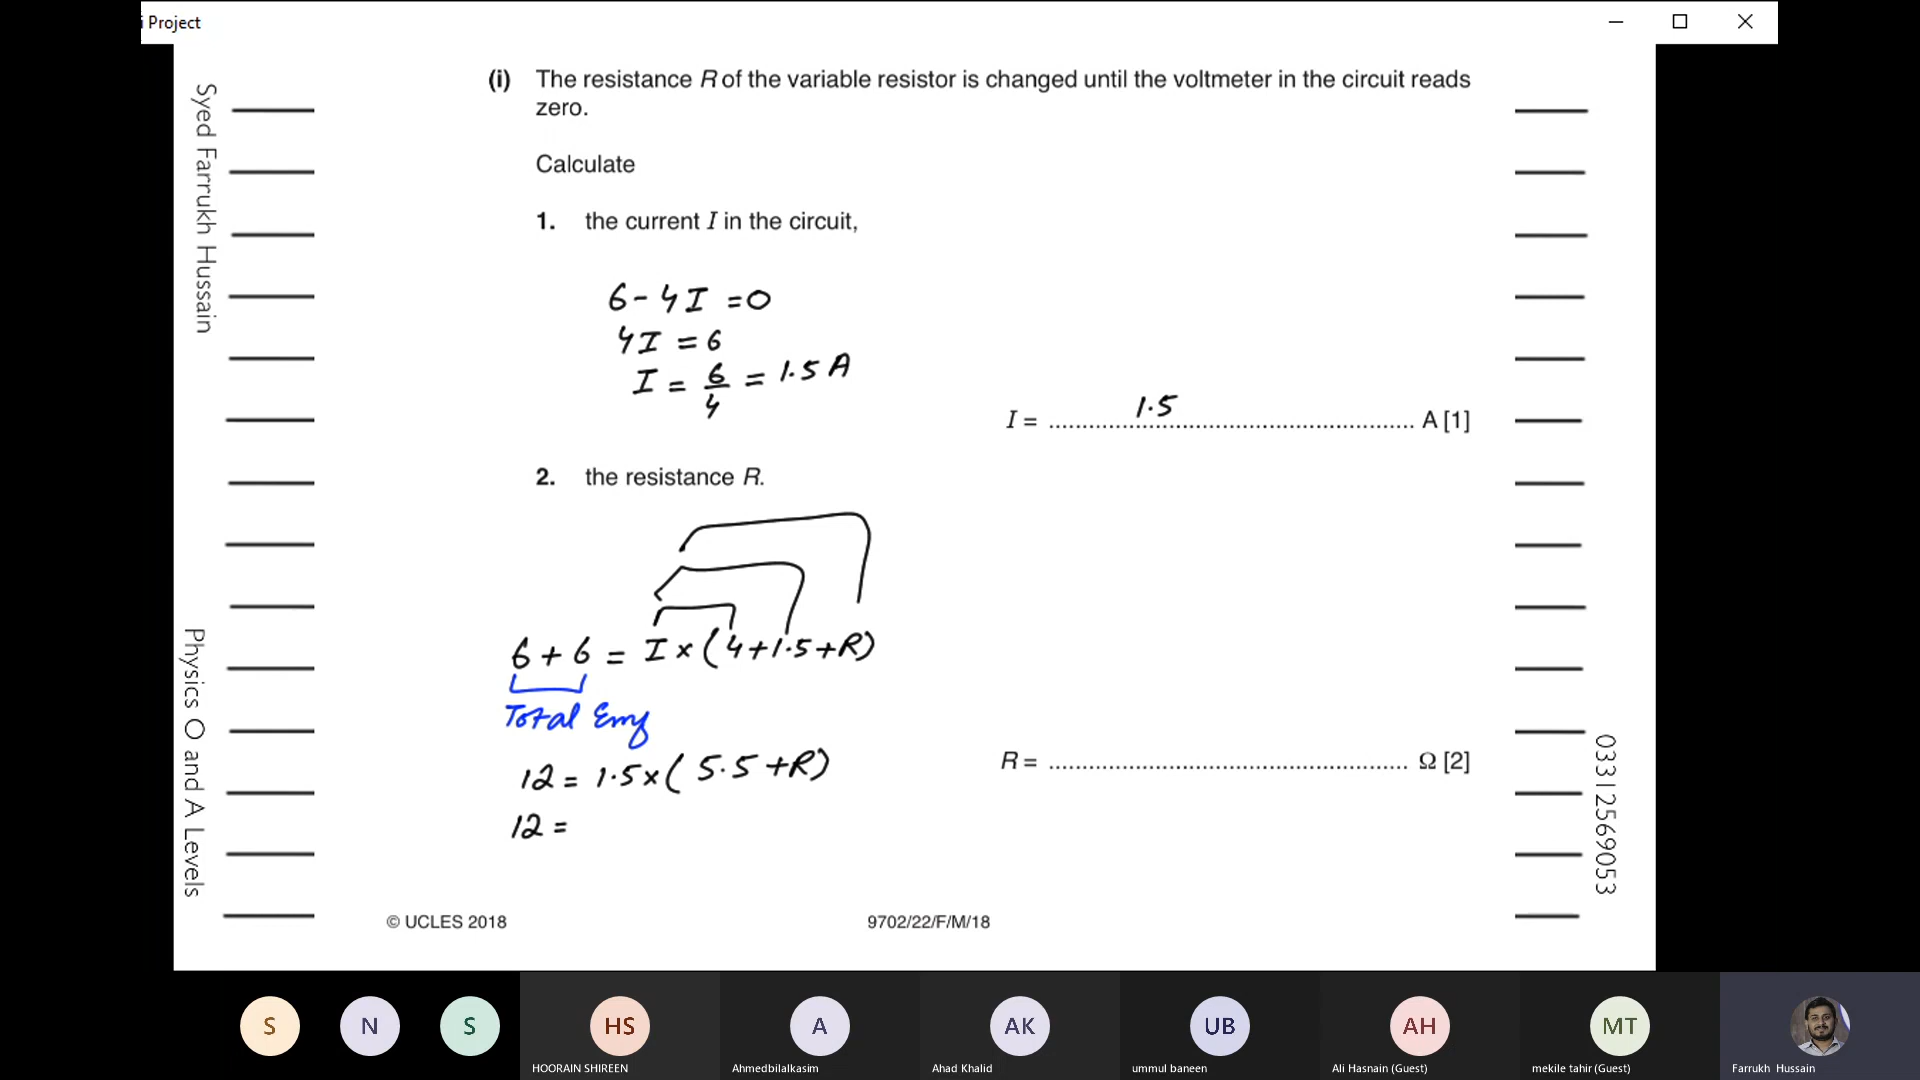 i Project
(i) The resistance R of the variable resistor is changed until the voltmeter in the circuit reads
zero.
Calculate
1. the current I in the circuit,
6 - 4I = 0
4I = 6
I = 6/4 = 1.5 A
1.5
I = ........................................................ A [1]
2. the resistance R.
6 + 6 = I × (4 + 1.5 + R)
Total Emf
12 = 1.5 × (5.5 + R)
R = ....................................................... Ω [2]
12 =
© UCLES 2018
9702/22/F/M/18
Syed Farrukh Hussain
Physics O and A Levels
03312569053
S
N
S
HS
A
AK
UB
AH
MT
HOORAIN SHIREEN
Ahmedbilalkasim
Ahad Khalid
ummul baneen
Ali Hasnain (Guest)
mekile tahir (Guest)
Farrukh Hussain